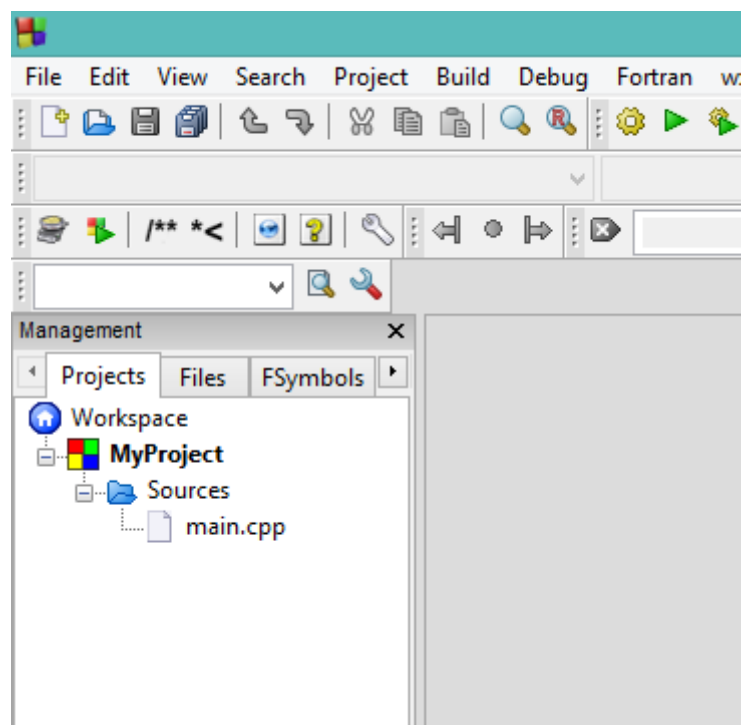 File Edit View Search Project Build Debug Fortran
/** *<
Management
Projects Files FSymbols
Workspace
MyProject
Sources
main.cpp